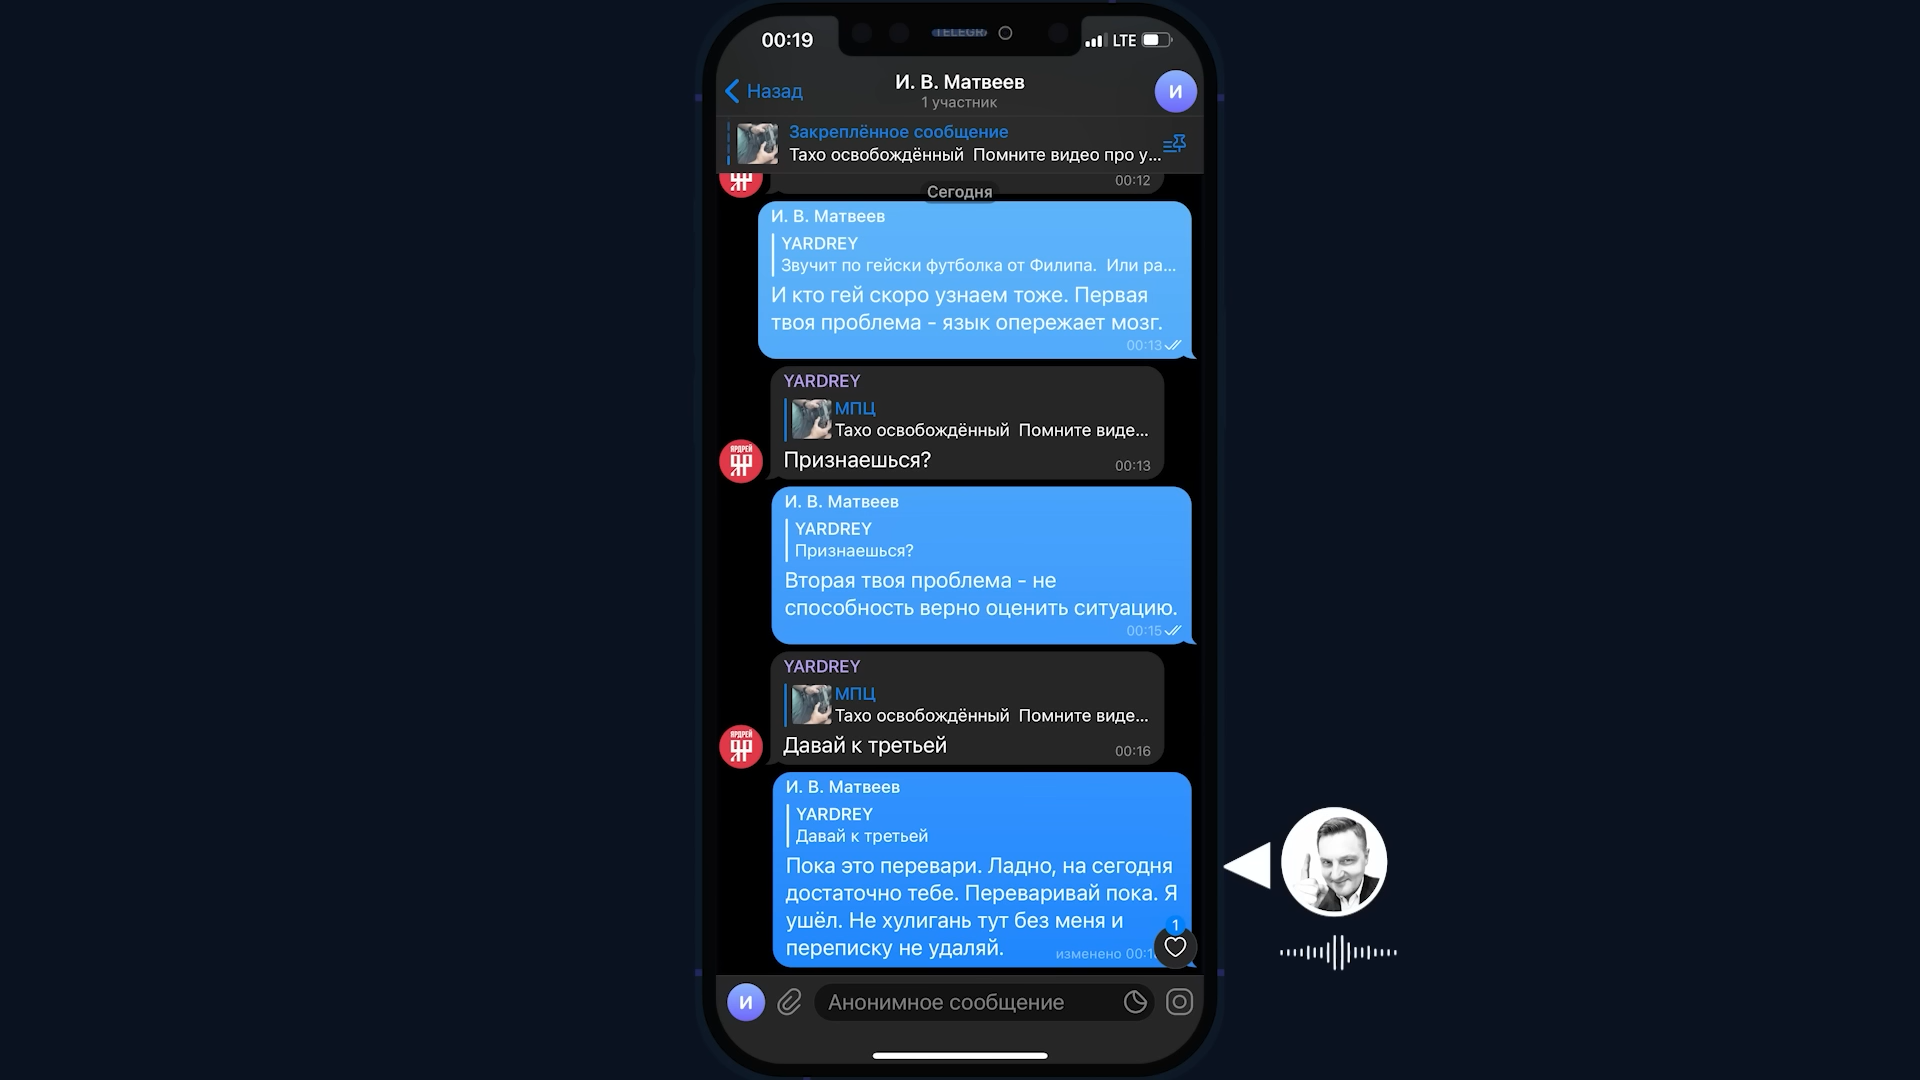 00:19
TELEGR
LTE
Назад
И. В. Матвеев
1 участник
И
Закреплённое сообщение
Тахо освобождённый Помните видео про у...
00:12
Сегодня
И. В. Матвеев
YARDREY
Звучит по гейски футболка от Филипа. Или ра...
И кто гей скоро узнаем тоже. Первая
твоя проблема - язык опережает мозг.
00:13
YARDREY
МПЦ
Тахо освобождённый Помните виде...
ЯРДРЕЙ
Признаешься?
00:13
И. В. Матвеев
YARDREY
Признаешься?
Вторая твоя проблема - не
способность верно оценить ситуацию.
00:15
YARDREY
МПЦ
Тахо освобождённый Помните виде...
ЯРДРЕЙ
Давай к третьей
00:16
И. В. Матвеев
YARDREY
Давай к третьей
Пока это перевари. Ладно, на сегодня
достаточно тебе. Переваривай пока. Я
ушёл. Не хулигань тут без меня и
переписку не удаляй.
изменено
1
И
Анонимное сообщение